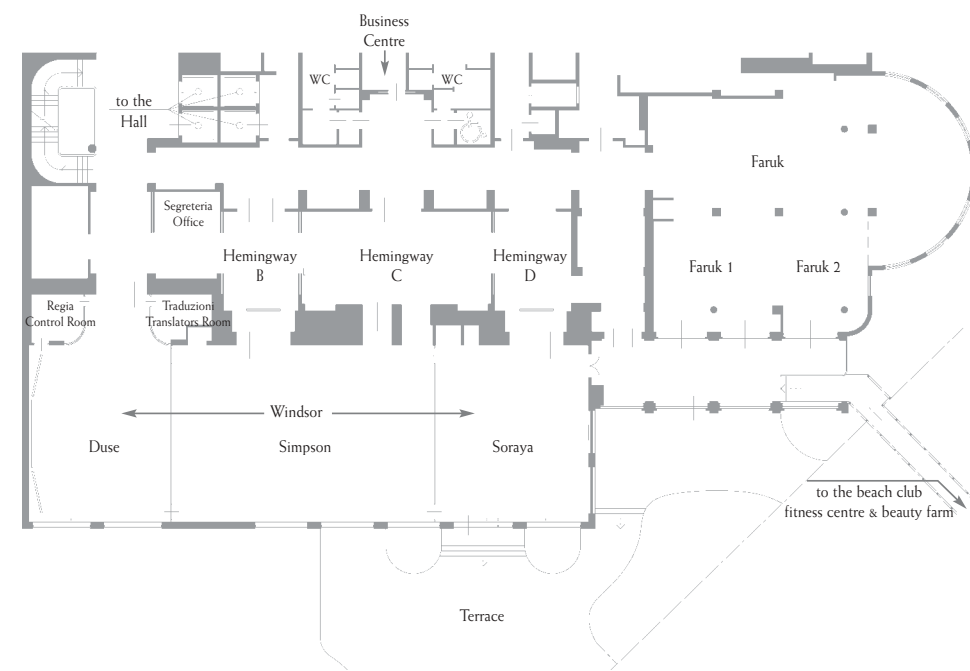 Business
Centre
WC
WC
to the
Hall
Faruk
Segreteria
Office
Hemingway
B
Hemingway
C
Hemingway
D
Faruk 1
Faruk 2
Regia
Control Room
Traduzioni
Translators Room
Windsor
Duse
Simpson
Soraya
to the beach club
fitness centre & beauty farm
Terrace